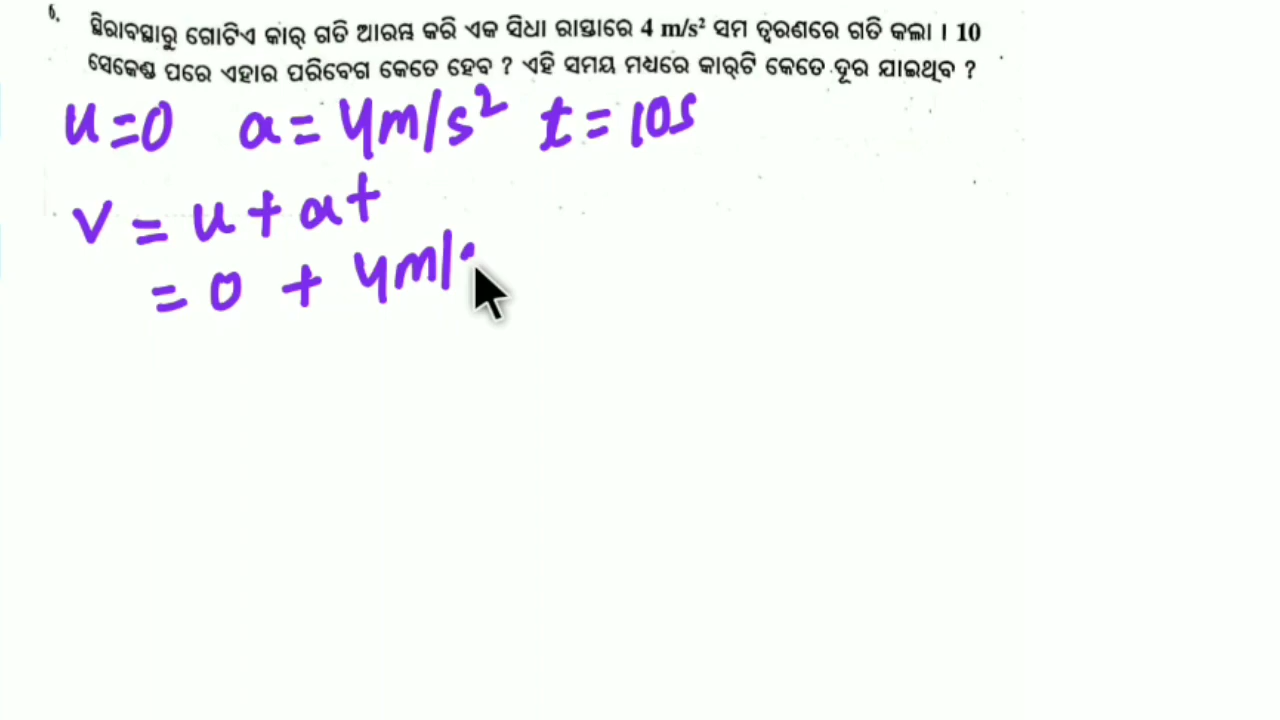 6.
ସ୍ଥିରାବସ୍ଥାରୁ ଗୋଟିଏ କାର୍ ଗତି ଆରମ୍ଭ କରି ଏକ ସିଧା ରାସ୍ତାରେ 4 m/s² ସମ ତ୍ୱରଣରେ ଗତି କଲା । 10
ସେକେଣ୍ଡ ପରେ ଏହାର ପରିବେଗ କେତେ ହେବ ? ଏହି ସମୟ ମଧ୍ୟରେ କାର୍‌ଟି କେତେ ଦୂର ଯାଇଥିବ ?
u=0 a=4m/s² t=10s
v = u + at
= 0 + 4m/